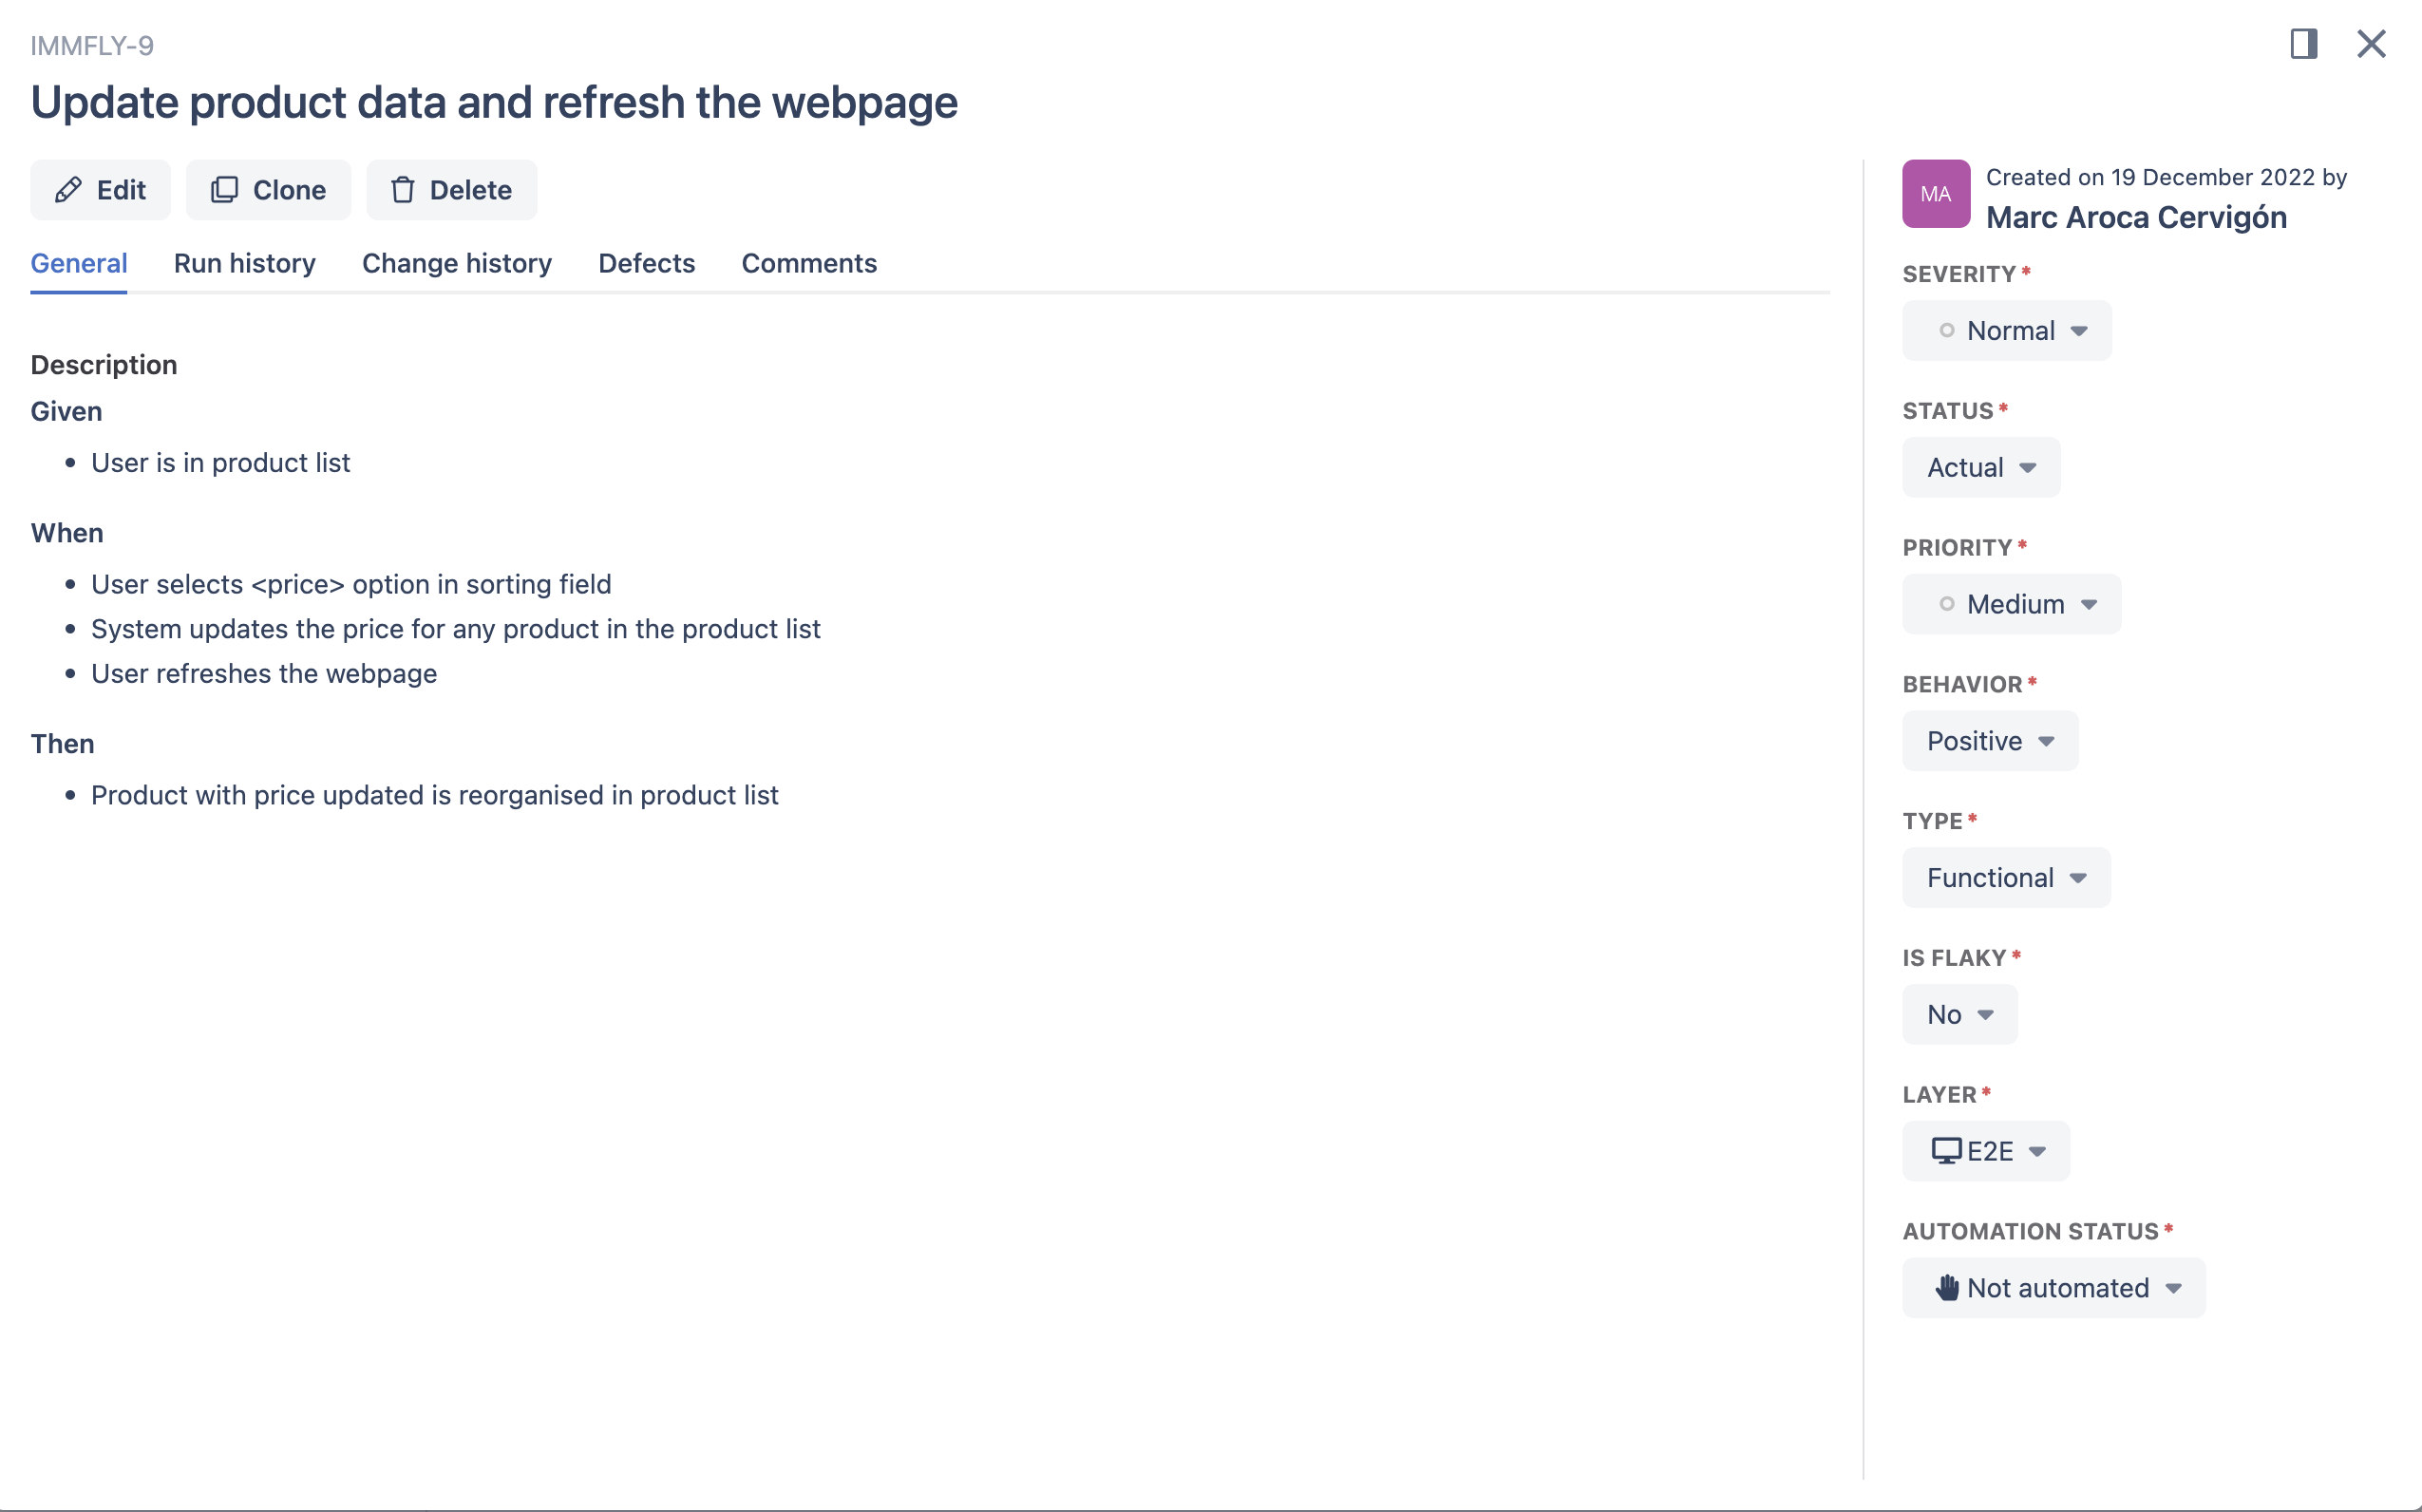 IMMFLY-9
Update product data and refresh the webpage
Edit Clone Delete
General Run history Change history Defects Comments
Description
Given
• User is in product list
When
• User selects <price> option in sorting field
• System updates the price for any product in the product list
• User refreshes the webpage
Then
• Product with price updated is reorganised in product list
MA
Created on 19 December 2022 by
Marc Aroca Cervigón
SEVERITY*
Normal
STATUS*
Actual
PRIORITY*
Medium
BEHAVIOR*
Positive
TYPE*
Functional
IS FLAKY*
No
LAYER*
E2E
AUTOMATION STATUS*
Not automated